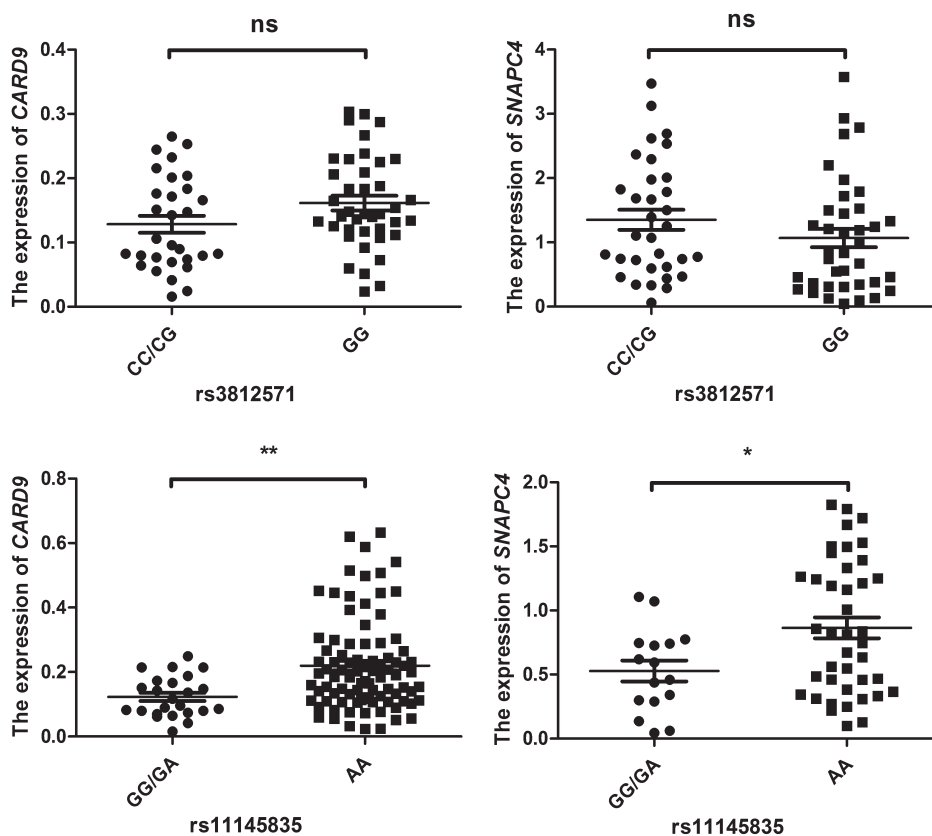 ns
The expression of CARD9
0.4
0.3
0.2
0.1
0.0
CC/CG
GG
rs3812571
ns
The expression of SNAPC4
4
3
2
1
0
CC/CG
GG
rs3812571
**
The expression of CARD9
0.8
0.6
0.4
0.2
0.0
GG/GA
AA
rs11145835
*
The expression of SNAPC4
2.0
1.5
1.0
0.5
0.0
GG/GA
AA
rs11145835